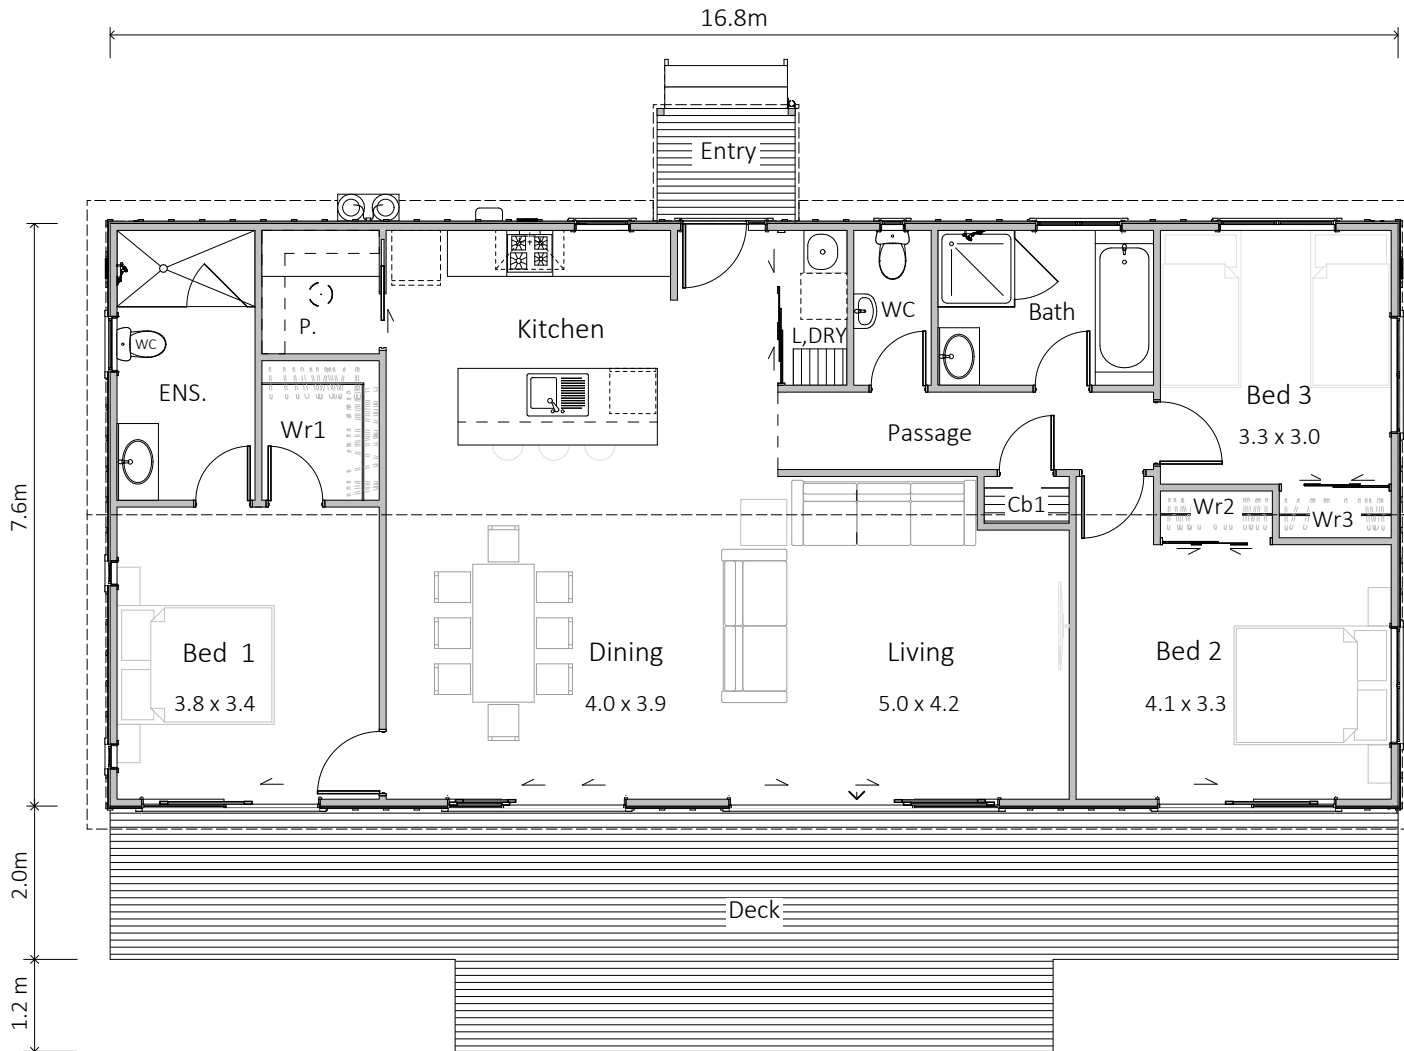 16.8m
Entry
7.6m
P.
Kitchen
L,DRY
WC
Bath
WC
ENS.
Wr1
Passage
Bed 3
3.3 x 3.0
Cb1
Wr2
Wr3
Bed 1
3.8 x 3.4
Dining
4.0 x 3.9
Living
5.0 x 4.2
Bed 2
4.1 x 3.3
2.0m
Deck
1.2 m